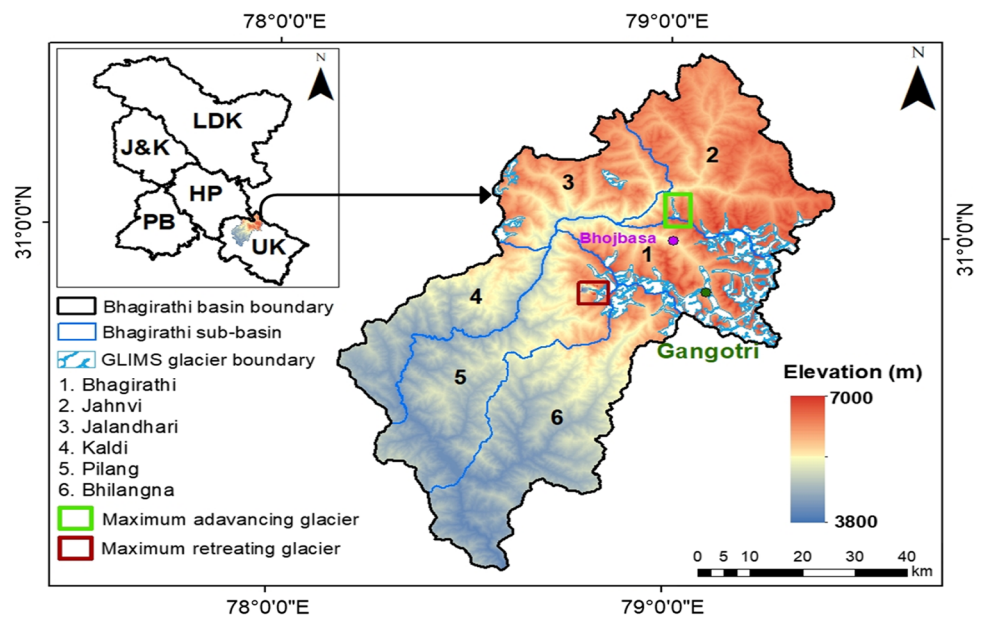 78°0'0"E
79°0'0"E
N
LDK
J&K
HP
PB
UK
N
2
3
Bhojbasa
1
31°0'0"N
31°0'0"N
4
Gangotri
5
6
Bhagirathi basin boundary
Bhagirathi sub-basin
GLIMS glacier boundary
1. Bhagirathi
2. Jahnvi
3. Jalandhari
4. Kaldi
5. Pilang
6. Bhilangna
Maximum adavancing glacier
Maximum retreating glacier
Elevation (m)
7000
3800
0 5 10 20 30 40
km
78°0'0"E
79°0'0"E